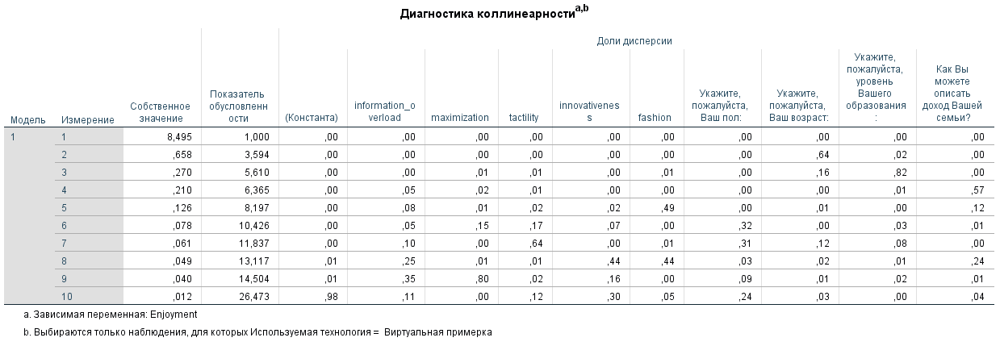 Диагностика коллинеарности^a,b
Доли дисперсии
Модель Измерение Собственное значение Показатель обусловленн ости (Константа) information_o verload maximization tactility innovativenes s fashion Укажите, пожалуйста, Ваш пол: Укажите, пожалуйста, Ваш возраст: Укажите, пожалуйста, уровень Вашего образования : Как Вы можете описать доход Вашей семьи?
1 1 8,495 1,000 ,00 ,00 ,00 ,00 ,00 ,00 ,00 ,00 ,00 ,00
2 ,658 3,594 ,00 ,00 ,00 ,00 ,00 ,00 ,00 ,64 ,02 ,00
3 ,270 5,610 ,00 ,00 ,01 ,01 ,00 ,01 ,00 ,16 ,82 ,00
4 ,210 6,365 ,00 ,05 ,02 ,01 ,00 ,00 ,00 ,00 ,01 ,57
5 ,126 8,197 ,00 ,08 ,01 ,02 ,02 ,49 ,00 ,01 ,00 ,12
6 ,078 10,426 ,00 ,05 ,15 ,17 ,07 ,00 ,32 ,00 ,03 ,01
7 ,061 11,837 ,00 ,10 ,00 ,64 ,00 ,01 ,31 ,12 ,08 ,00
8 ,049 13,117 ,01 ,25 ,01 ,01 ,44 ,44 ,03 ,02 ,01 ,24
9 ,040 14,504 ,01 ,35 ,80 ,02 ,16 ,00 ,09 ,01 ,02 ,01
10 ,012 26,473 ,98 ,11 ,00 ,12 ,30 ,05 ,24 ,03 ,00 ,04
a. Зависимая переменная: Enjoyment
b. Выбираются только наблюдения, для которых Используемая технология = Виртуальная примерка